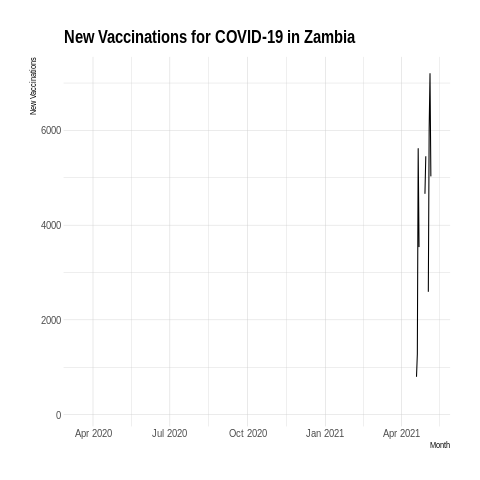 New Vaccinations for COVID-19 in Zambia
New Vaccinations
6000
4000
2000
0
Apr 2020 Jul 2020 Oct 2020 Jan 2021 Apr 2021
Month